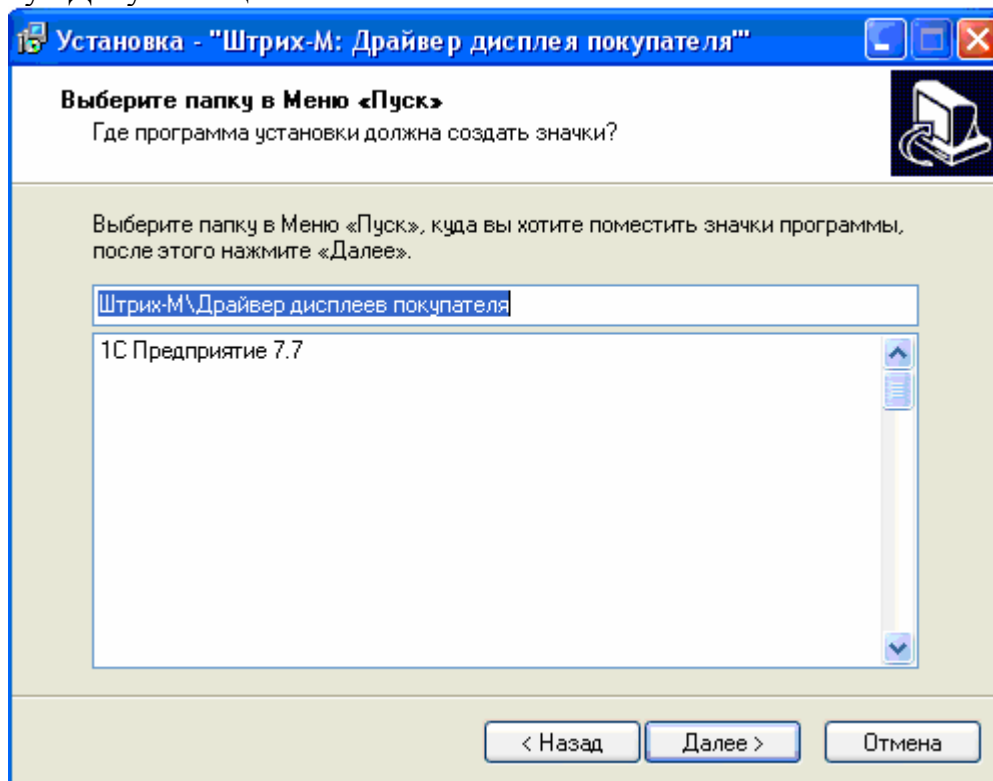 Установка - "Штрих-М: Драйвер дисплея покупателя'"
Выберите папку в Меню «Пуск»
Где программа установки должна создать значки?
Выберите папку в Меню «Пуск», куда вы хотите поместить значки программы,
после этого нажмите «Далее».
Штрих-М\Драйвер дисплеев покупателя
1С Предприятие 7.7
< Назад
Далее >
Отмена